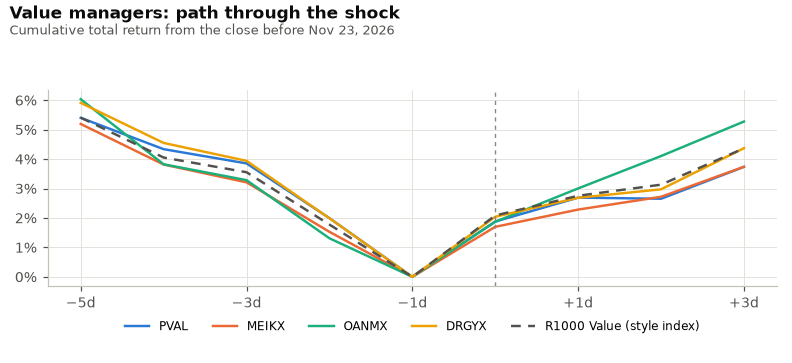 Value managers: path through the shock
Cumulative total return from the close before Nov 23, 2026
6%
5%
4%
3%
2%
1%
0%
−5d
−3d
−1d
+1d
+3d
PVAL
MEIKX
OANMX
DRGYX
R1000 Value (style index)